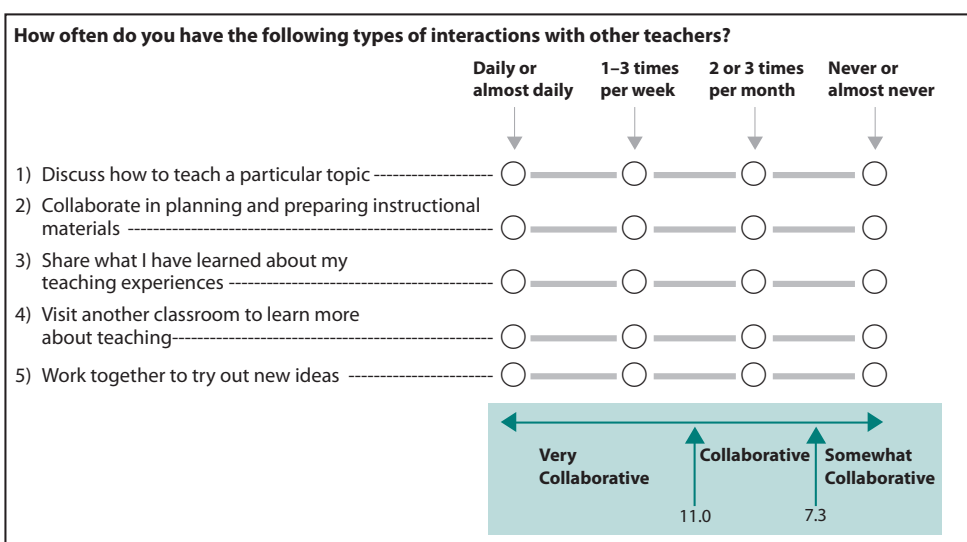 How often do you have the following types of interactions with other teachers?
Daily or 1–3 times 2 or 3 times Never or
almost daily per week per month almost never
1) Discuss how to teach a particular topic -------------------
2) Collaborate in planning and preparing instructional
materials ----------------------------------------------------------
3) Share what I have learned about my
teaching experiences ------------------------------------------
4) Visit another classroom to learn more
about teaching---------------------------------------------------
5) Work together to try out new ideas -----------------------
Very Collaborative Somewhat
Collaborative Collaborative
11.0 7.3